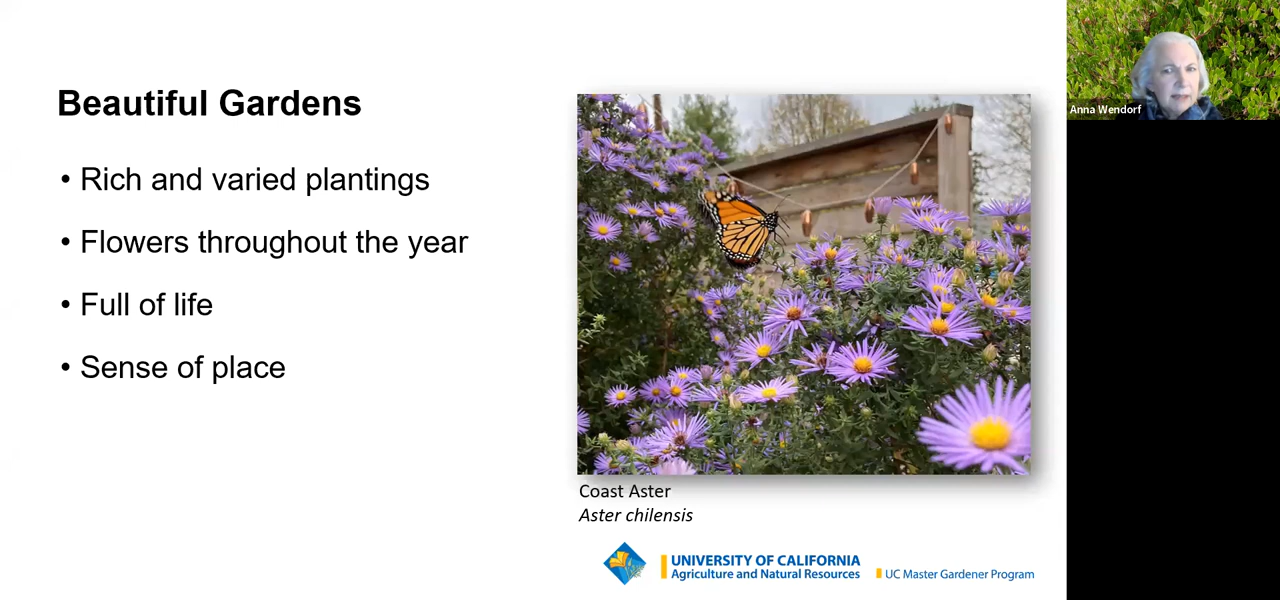 Beautiful Gardens
• Rich and varied plantings
• Flowers throughout the year
• Full of life
• Sense of place
Coast Aster
Aster chilensis
UNIVERSITY OF CALIFORNIA
Agriculture and Natural Resources
UC Master Gardener Program
Anna Wendorf